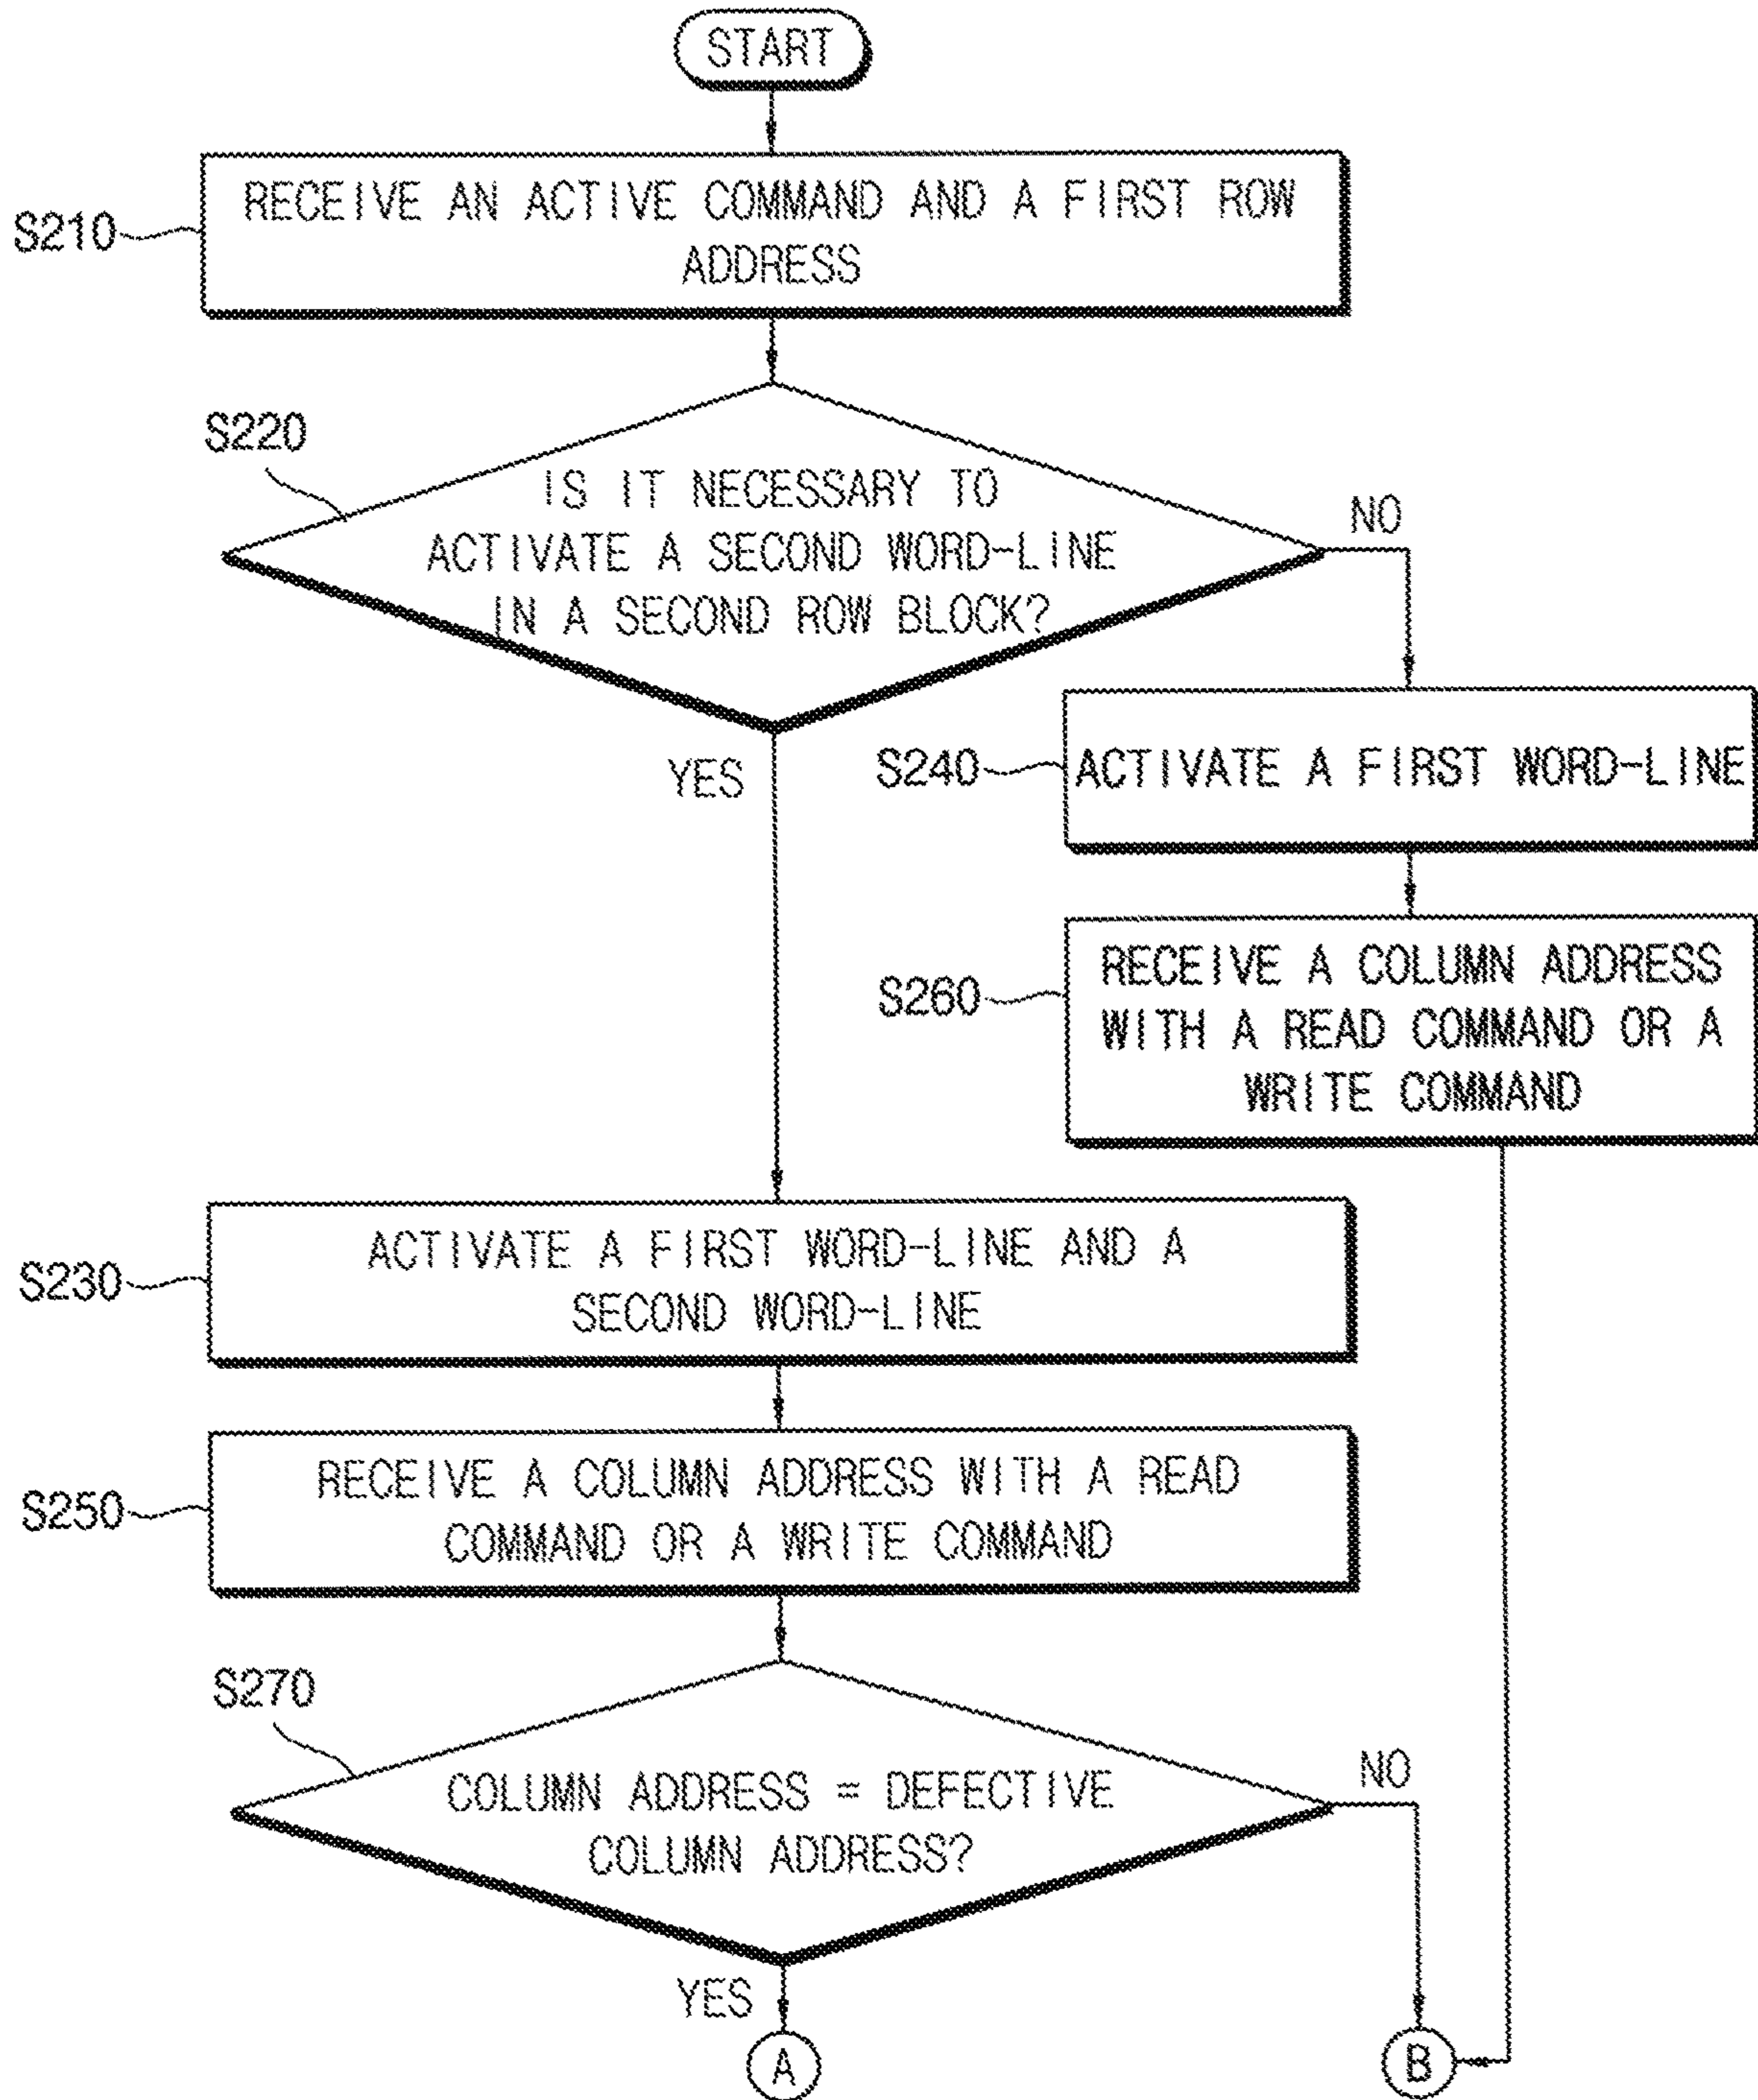 START
S210
RECEIVE AN ACTIVE COMMAND AND A FIRST ROW
ADDRESS
S220
IS IT NECESSARY TO
ACTIVATE A SECOND WORD-LINE
IN A SECOND ROW BLOCK?
NO
YES
S240
ACTIVATE A FIRST WORD-LINE
S260
RECEIVE A COLUMN ADDRESS
WITH A READ COMMAND OR A
WRITE COMMAND
S230
ACTIVATE A FIRST WORD-LINE AND A
SECOND WORD-LINE
S250
RECEIVE A COLUMN ADDRESS WITH A READ
COMMAND OR A WRITE COMMAND
S270
COLUMN ADDRESS = DEFECTIVE
COLUMN ADDRESS?
NO
YES
A
B